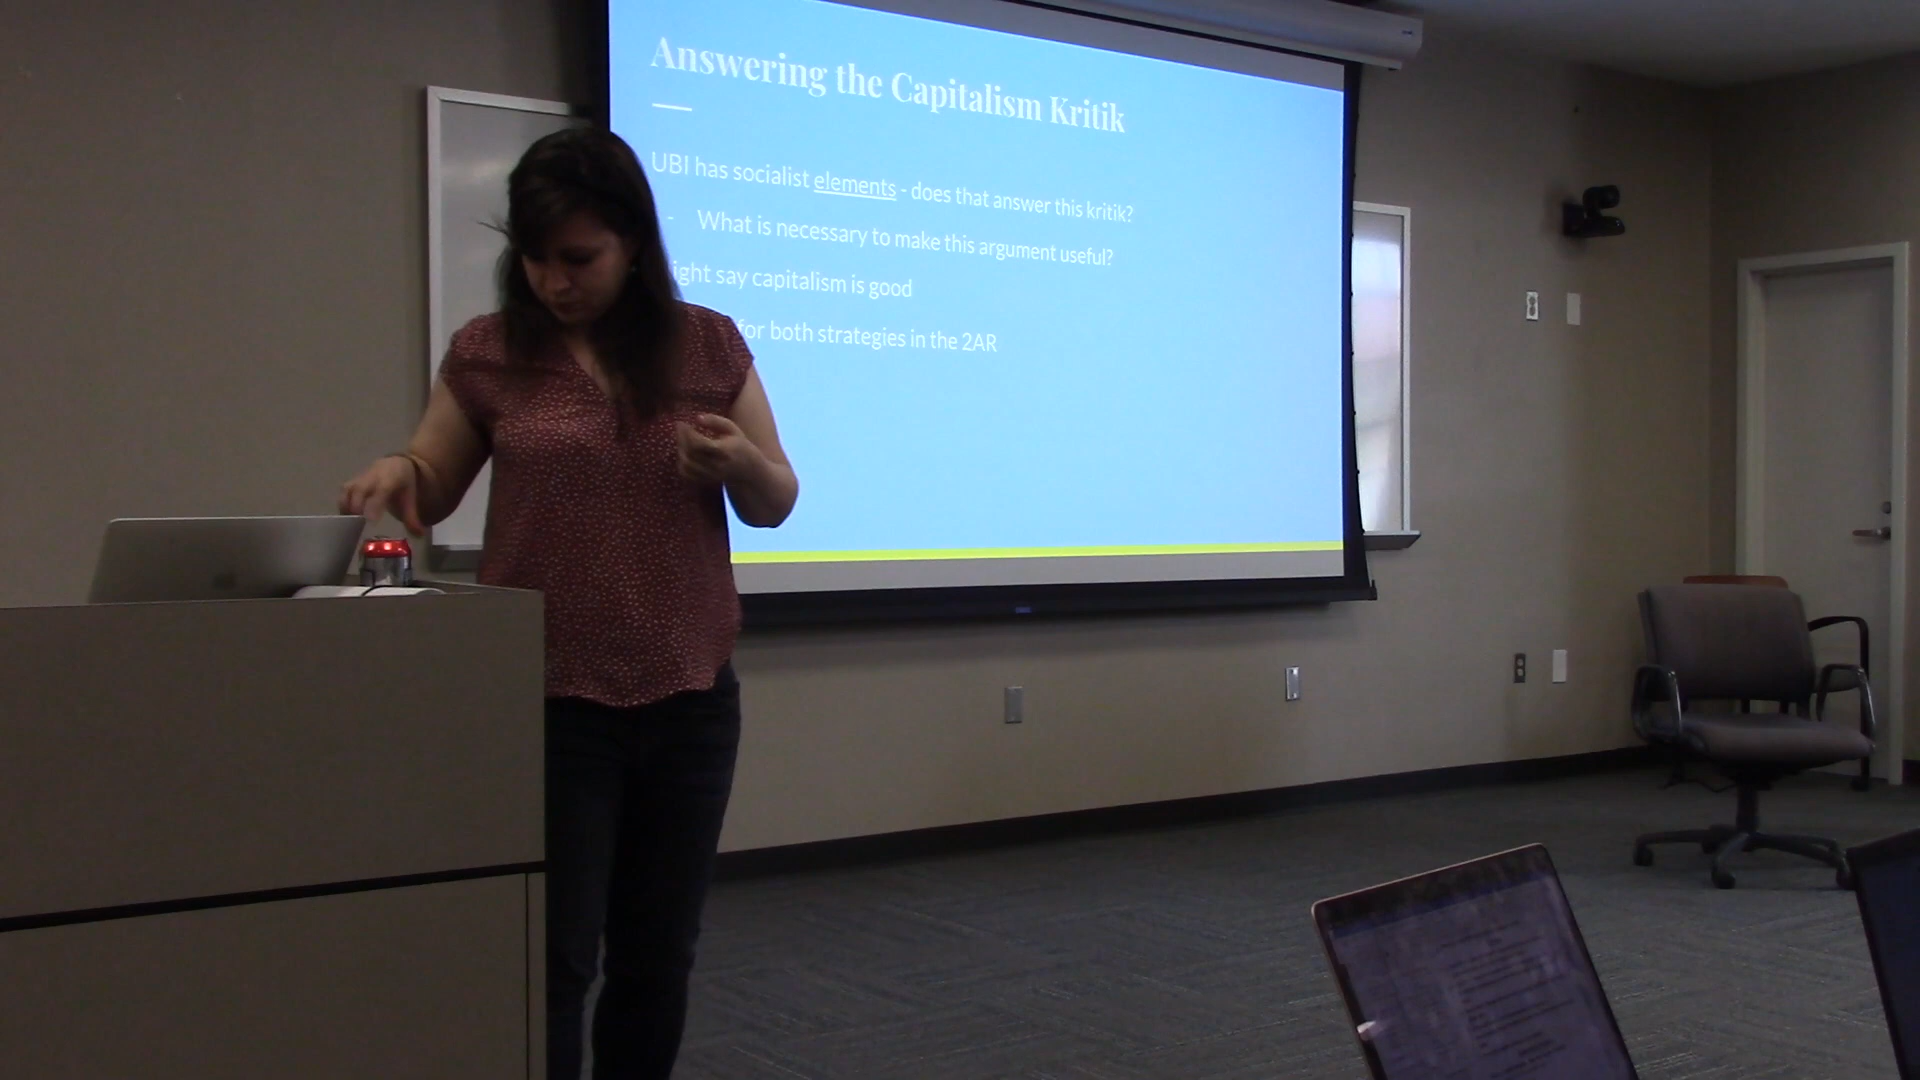 Answering the Capitalism Kritik
UBI has socialist elements - does that answer this kritik?
- What is necessary to make this argument useful?
ight say capitalism is good
for both strategies in the 2AR